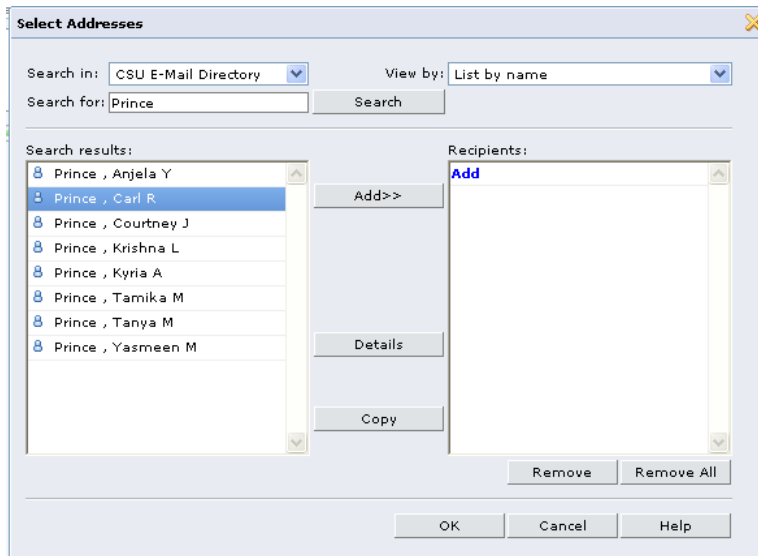 Select Addresses
Search in: CSU E-Mail Directory View by: List by name
Search for: Prince Search
Search results: Recipients:
Prince , Anjela Y
Add
Prince , Carl R
Add>>
Prince , Courtney J
Prince , Krishna L
Prince , Kyria A
Prince , Tamika M
Prince , Tanya M
Prince , Yasmeen M
Details
Copy
Remove Remove All
OK Cancel Help